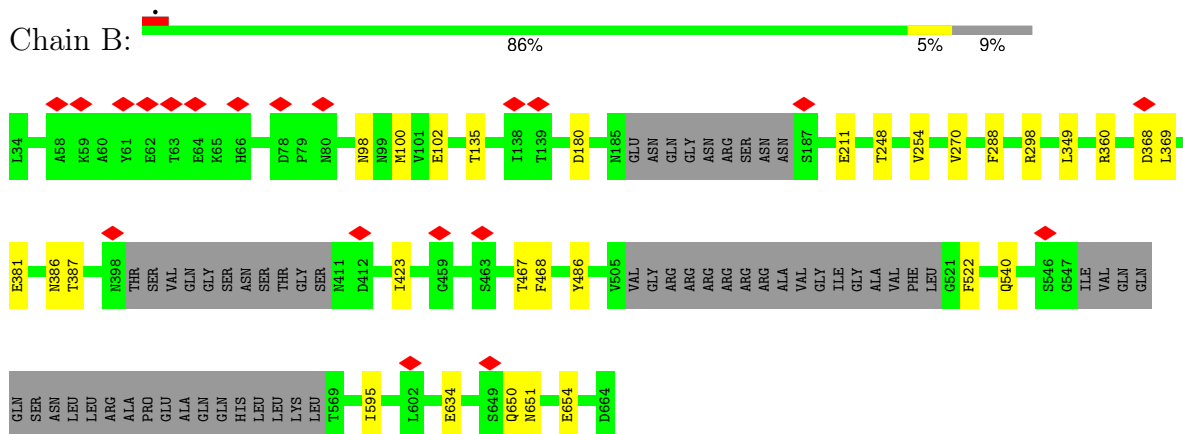 Chain B:
86% 5% 9%
L34 A58 K59 A60 Y61 E62 T63 E64 K65 H66 D78 P79 N80 N98 N99 M100 V101 E102 T135 I138 T139 D180 N185 GLU ASN GLN GLY ASN ARG SER ASN ASN S187 E211 T248 V254 V270 F288 R298 L349 R360 D368 L369
E381 N386 T387 N398 THR SER VAL GLN GLY SER ASN SER THR GLY SER N411 D412 I423 G459 S463 T467 F468 Y486 V505 VAL GLY ARG ARG ARG ARG ARG ARG ALA VAL GLY ILE GLY ALA VAL PHE LEU G521 F522 Q540 S546 G547 ILE VAL GLN GLN
GLN SER ASN LEU LEU ARG ALA PRO GLU ALA GLN GLN HIS LEU LEU LYS LEU T569 I595 L602 E634 S649 Q650 N651 E654 D664